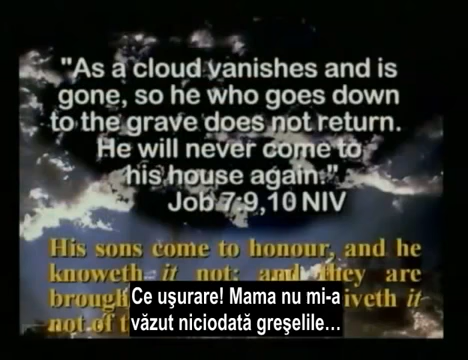 "As a cloud vanishes and is
gone, so he who goes down
to the grave does not return.
He will never come to
his house again."
Job 7:9,10 NIV
His sons come to honour, and he
knoweth it not; and they are
brough iveth it
not of t
Ce uşurare! Mama nu mi-a
văzut niciodată greşelile...